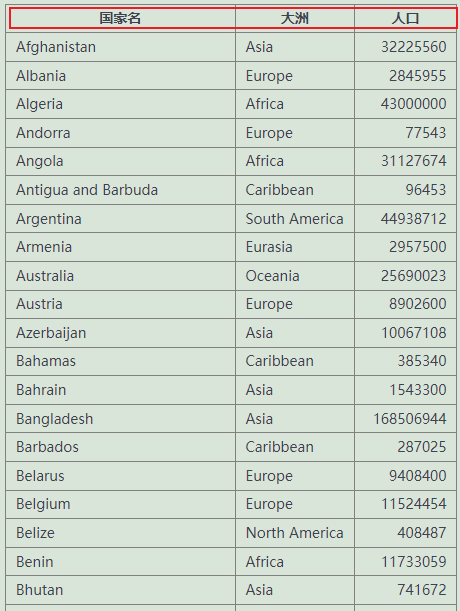 国家名 大洲 人口
Afghanistan Asia 32225560
Albania Europe 2845955
Algeria Africa 43000000
Andorra Europe 77543
Angola Africa 31127674
Antigua and Barbuda Caribbean 96453
Argentina South America 44938712
Armenia Eurasia 2957500
Australia Oceania 25690023
Austria Europe 8902600
Azerbaijan Asia 10067108
Bahamas Caribbean 385340
Bahrain Asia 1543300
Bangladesh Asia 168506944
Barbados Caribbean 287025
Belarus Europe 9408400
Belgium Europe 11524454
Belize North America 408487
Benin Africa 11733059
Bhutan Asia 741672